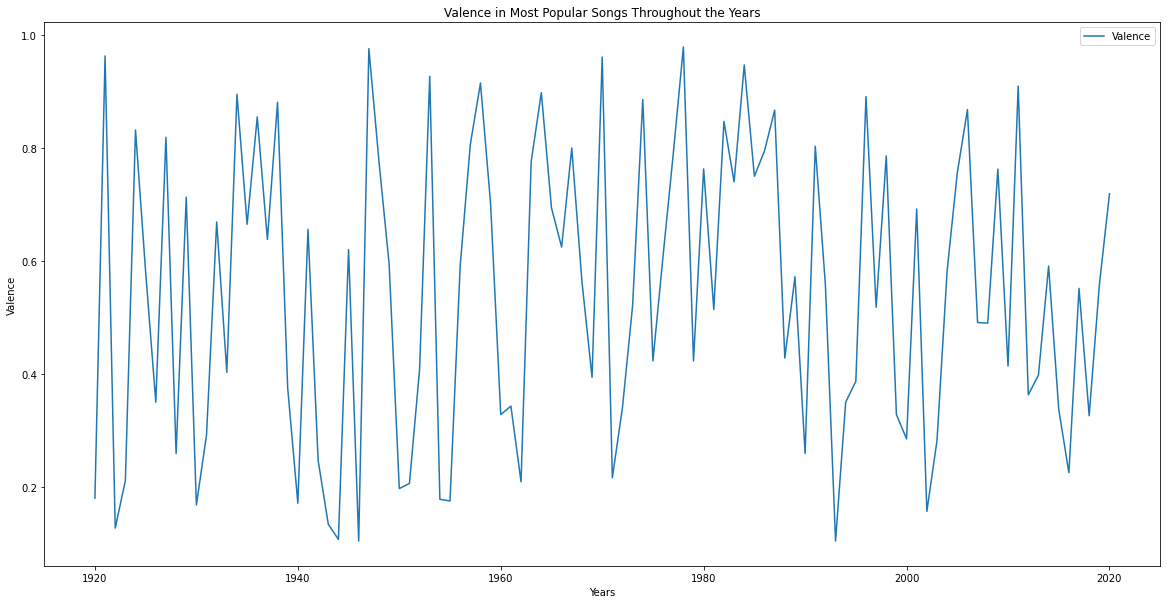 Valence in Most Popular Songs Throughout the Years
Valence
1.0
0.8
0.6
0.4
0.2
Valence
1920
1940
1960
1980
2000
2020
Years